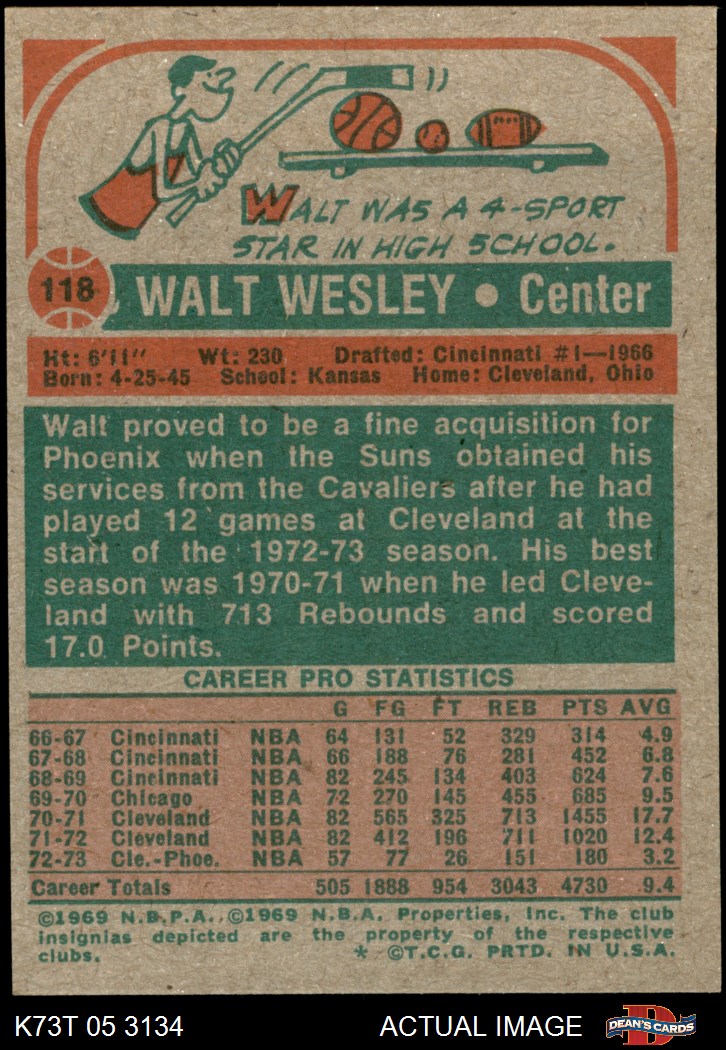 WALT WAS A 4-SPORT
STAR IN HIGH SCHOOL.
118 WALT WESLEY • Center
Ht: 6'11" Wt: 230 Drafted: Cincinnati #1—1966
Born: 4-25-45 School: Kansas Home: Cleveland, Ohio
Walt proved to be a fine acquisition for
Phoenix when the Suns obtained his
services from the Cavaliers after he had
played 12 games at Cleveland at the
start of the 1972-73 season. His best
season was 1970-71 when he led Cleve-
land with 713 Rebounds and scored
17.0 Points.
CAREER PRO STATISTICS
G FG FT REB PTS AVG
66-67 Cincinnati NBA 64 131 52 329 314 4.9
67-68 Cincinnati NBA 66 188 76 281 452 6.8
68-69 Cincinnati NBA 82 245 134 403 624 7.6
69-70 Chicago NBA 72 270 145 455 685 9.5
70-71 Cleveland NBA 82 565 325 713 1455 17.7
71-72 Cleveland NBA 82 412 196 711 1020 12.4
72-73 Cle.-Phoe. NBA 57 77 26 151 180 3.2
Career Totals 505 1888 954 3043 4730 9.4
©1969 N.B.P.A., ©1969 N.B.A. Properties, Inc. The club
insignias depicted are the property of the respective
clubs. * ©T.C.G. PRTD. IN U.S.A.
K73T 05 3134 ACTUAL IMAGE D DEAN'S CARDS